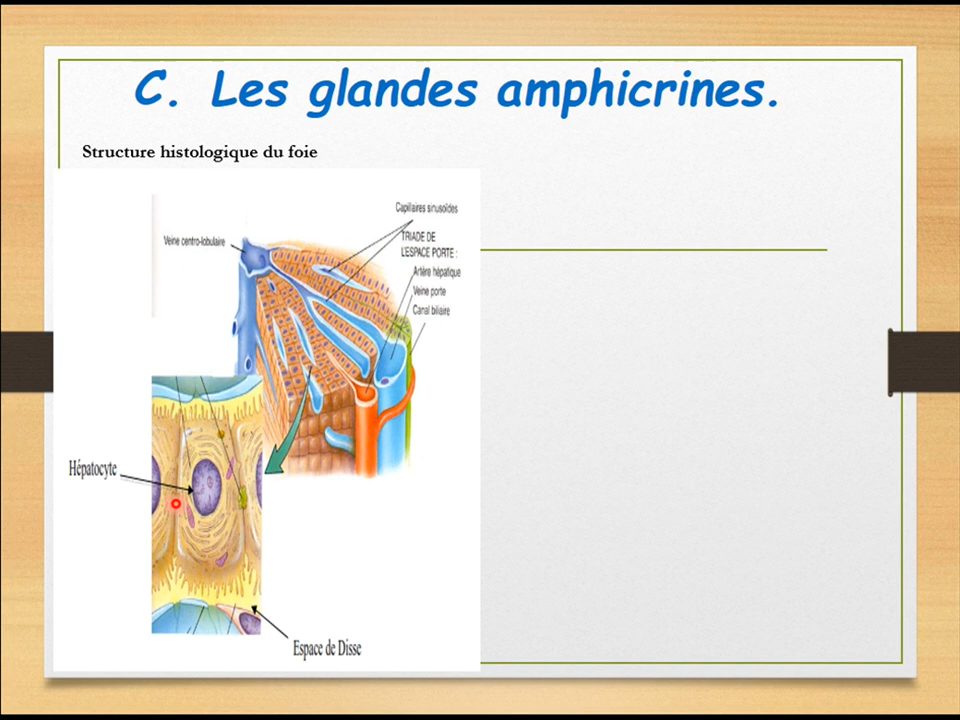 C. Les glandes amphicrines.
Structure histologique du foie
Capillaires sinusoïdes
Veine centro-lobulaire
TRIADE DE
L'ESPACE PORTE :
Artère hépatique
Veine porte
Canal biliaire
Hépatocyte
Espace de Disse